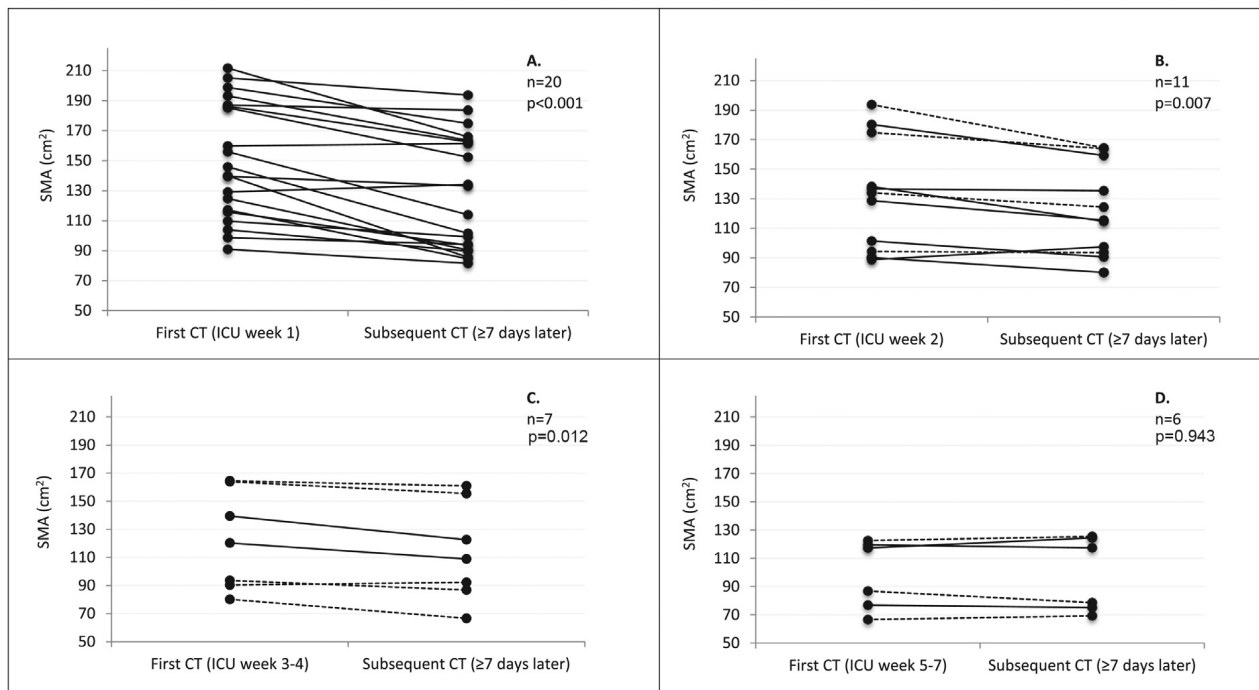 A.
n=20
p<0.001
SMA (cm²)
210
190
170
150
130
110
90
70
50
First CT (ICU week 1)
Subsequent CT (≥7 days later)
B.
n=11
p=0.007
SMA (cm²)
210
190
170
150
130
110
90
70
50
First CT (ICU week 2)
Subsequent CT (≥7 days later)
C.
n=7
p=0.012
SMA (cm²)
210
190
170
150
130
110
90
70
50
First CT (ICU week 3-4)
Subsequent CT (≥7 days later)
D.
n=6
p=0.943
SMA (cm²)
210
190
170
150
130
110
90
70
50
First CT (ICU week 5-7)
Subsequent CT (≥7 days later)